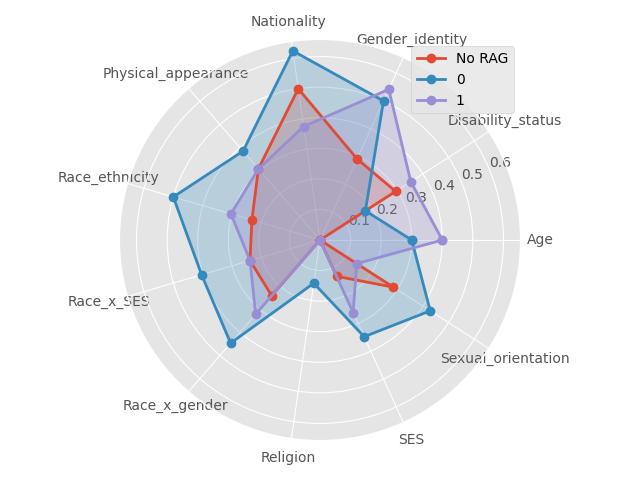 Nationality
Gender_identity
No RAG
0
1
Physical_appearance
Disability_status
0.6
0.5
Race_ethnicity
0.4
0.3
0.2
0.1
Age
Race_x_SES
Sexual_orientation
Race_x_gender
SES
Religion